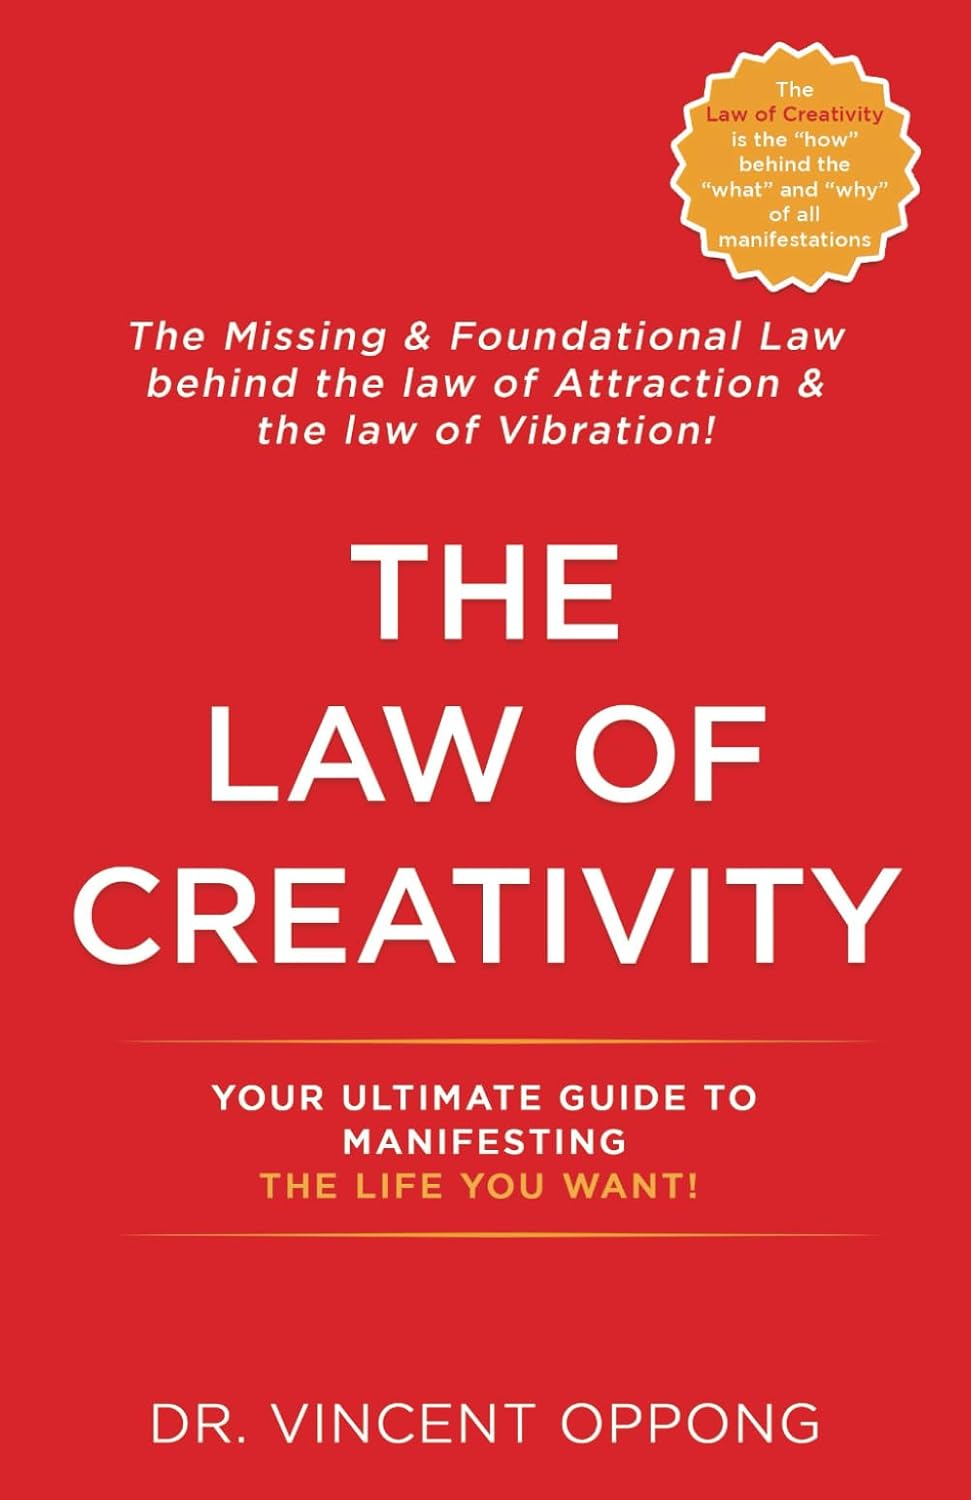 The
Law of Creativity
is the “how”
behind the
“what” and “why”
of all
manifestations
The Missing & Foundational Law
behind the law of Attraction &
the law of Vibration!
THE
LAW OF
CREATIVITY
YOUR ULTIMATE GUIDE TO
MANIFESTING
THE LIFE YOU WANT!
DR. VINCENT OPPONG